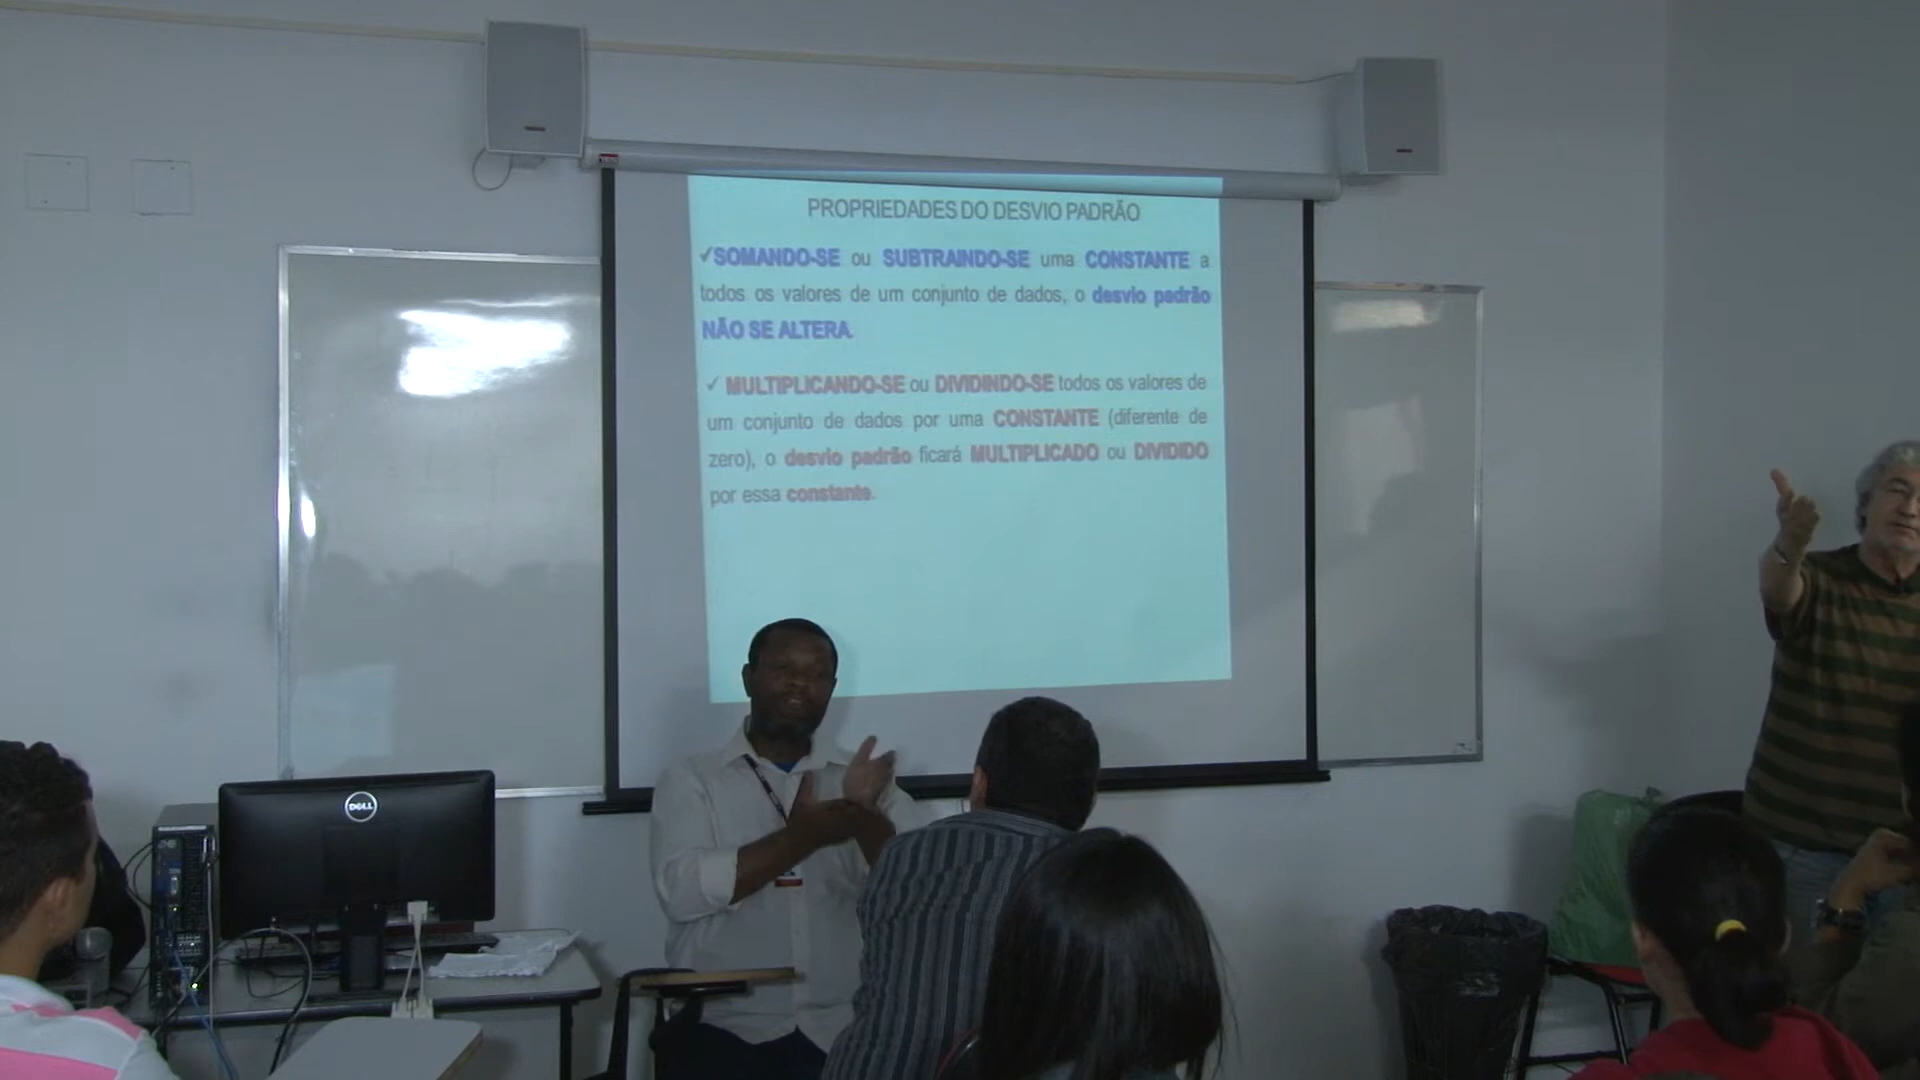 PROPRIEDADES DO DESVIO PADRÃO
✓SOMANDO-SE ou SUBTRAINDO-SE uma CONSTANTE a
todos os valores de um conjunto de dados, o desvio padrão
NÃO SE ALTERA.
✓ MULTIPLICANDO-SE ou DIVIDINDO-SE todos os valores de
um conjunto de dados por uma CONSTANTE (diferente de
zero), o desvio padrão ficará MULTIPLICADO ou DIVIDIDO
por essa constante.
DELL